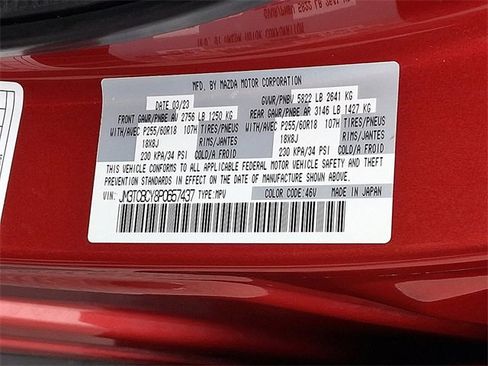 MFD. BY MAZDA MOTOR CORPORATION
DATE 03/23 GVWR/PNBV 5822 LB 2641 KG
FRONT GAWR/PNBE AV 2756 LB 1250 KG REAR GAWR/PNBE AR 3146 LB 1427 KG
WITH/AVEC P255/60R18 107H TIRES/PNEUS WITH/AVEC P255/60R18 107H TIRES/PNEUS
18X8J RIMS/JANTES 18X8J RIMS/JANTES
230 KPA/34 PSI COLD/A FROID 230 KPA/34 PSI COLD/A FROID
THIS VEHICLE CONFORMS TO ALL APPLICABLE FEDERAL MOTOR VEHICLE SAFETY AND THEFT
PREVENTION STANDARDS IN EFFECT ON THE DATE OF MANUFACTURE SHOWN ABOVE.
VIN: JM3TCBCY8P0657437 TYPE:MPV COLOR CODE:46V MADE IN JAPAN